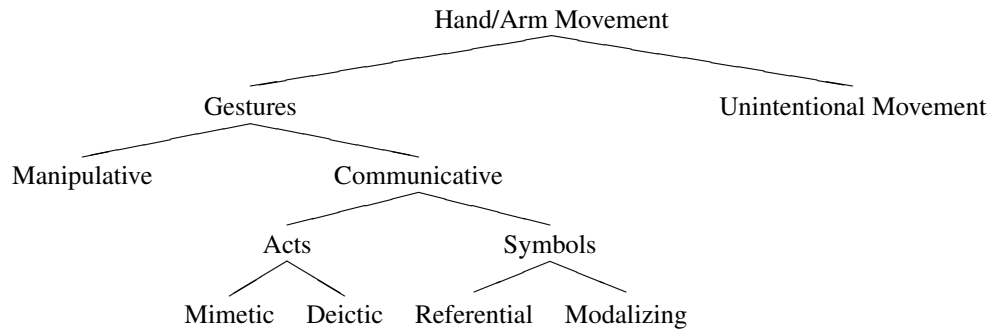 Hand/Arm Movement
Gestures Unintentional Movement
Manipulative Communicative
Acts Symbols
Mimetic Deictic Referential Modalizing